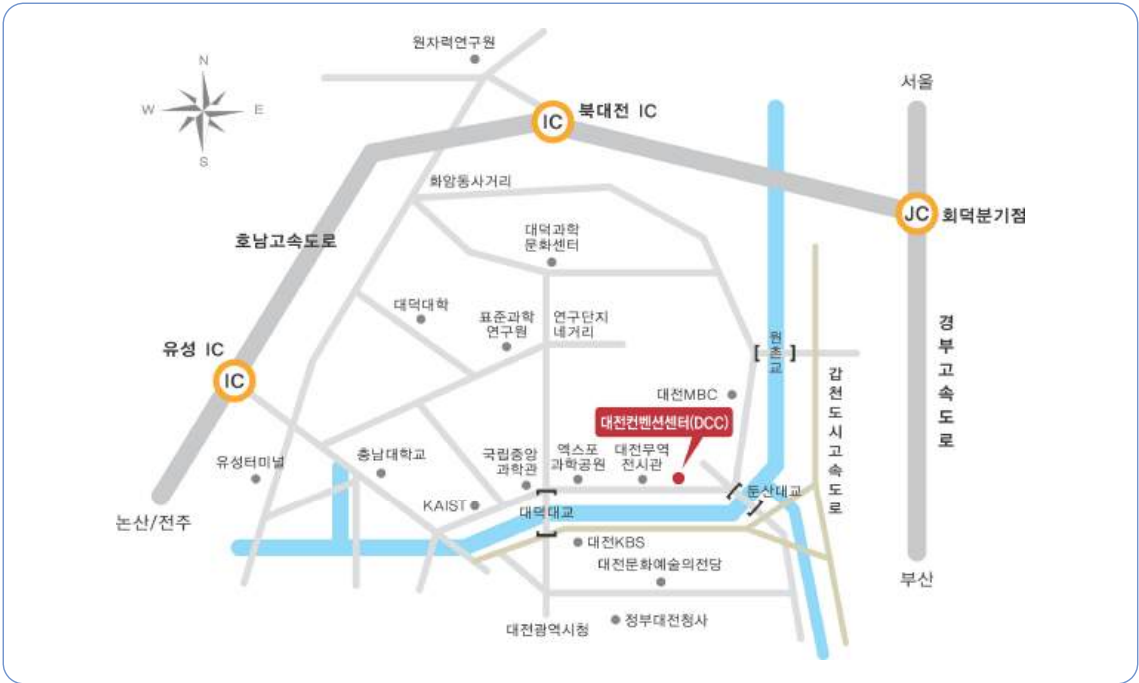 원자력연구원
N
W
E
S
서울
IC
북대전 IC
화암동사거리
JC
회덕분기점
대덕과학
문화센터
호남고속도로
대덕대학
표준과학
연구원
연구단지
네거리
원촌교
경부고속도로
유성 IC
IC
갑천도시고속도로
대전MBC
대전컨벤션센터(DCC)
유성터미널
충남대학교
국립중앙
과학관
엑스포
과학공원
대전무역
전시관
둔산대교
KAIST
대덕대교
논산/전주
대전KBS
대전문화예술의전당
부산
대전광역시청
정부대전청사